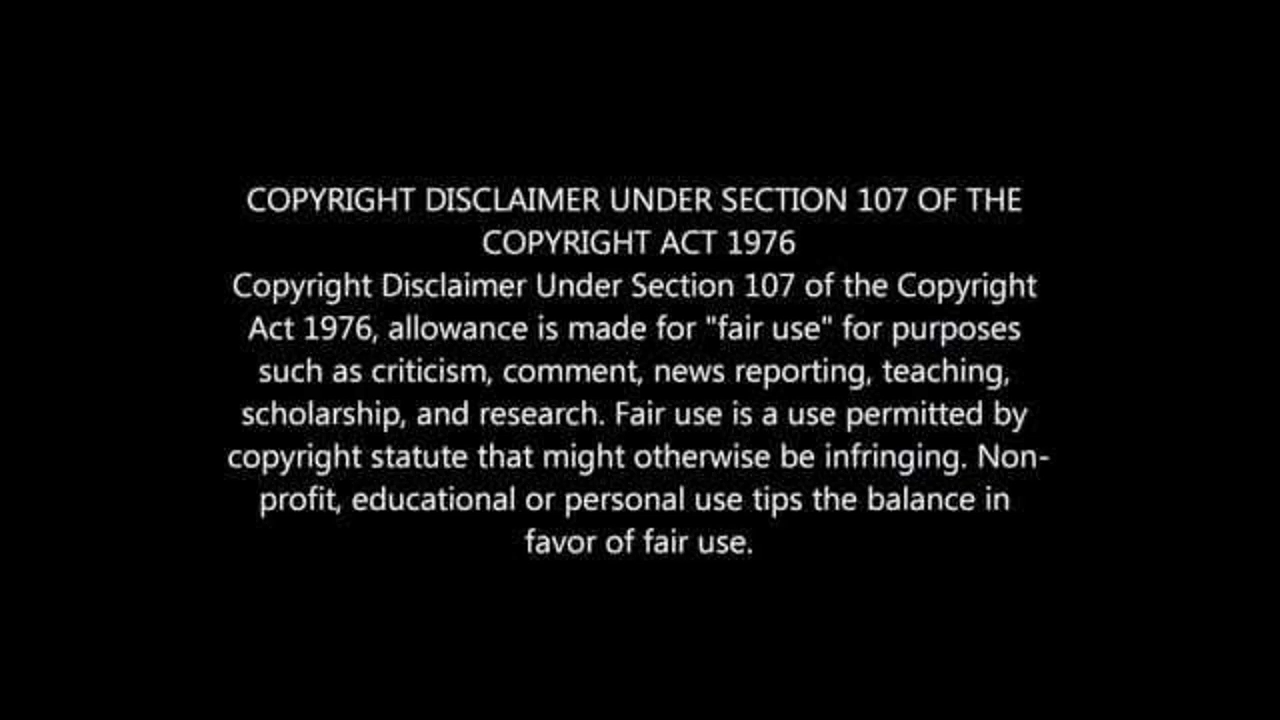 COPYRIGHT DISCLAIMER UNDER SECTION 107 OF THE
COPYRIGHT ACT 1976
Copyright Disclaimer Under Section 107 of the Copyright
Act 1976, allowance is made for "fair use" for purposes
such as criticism, comment, news reporting, teaching,
scholarship, and research. Fair use is a use permitted by
copyright statute that might otherwise be infringing. Non-
profit, educational or personal use tips the balance in
favor of fair use.